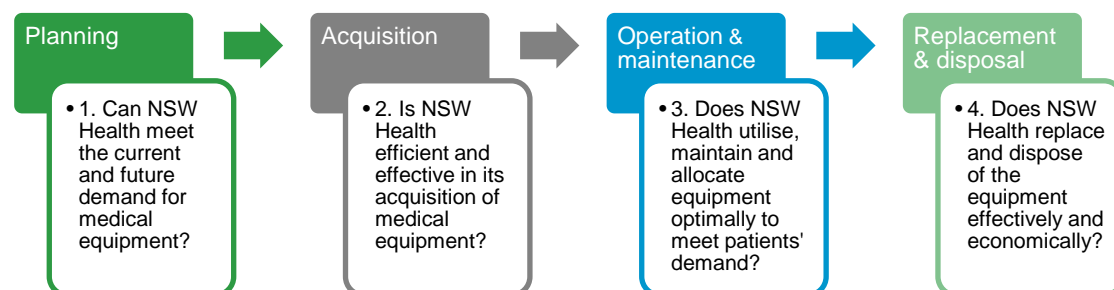 Planning
• 1. Can NSW
Health meet
the current
and future
demand for
medical
equipment?
Acquisition
• 2. Is NSW
Health
efficient and
effective in its
acquisition of
medical
equipment?
Operation &
maintenance
• 3. Does NSW
Health utilise,
maintain and
allocate
equipment
optimally to
meet patients'
demand?
Replacement
& disposal
• 4. Does NSW
Health replace
and dispose
of the
equipment
effectively and
economically?